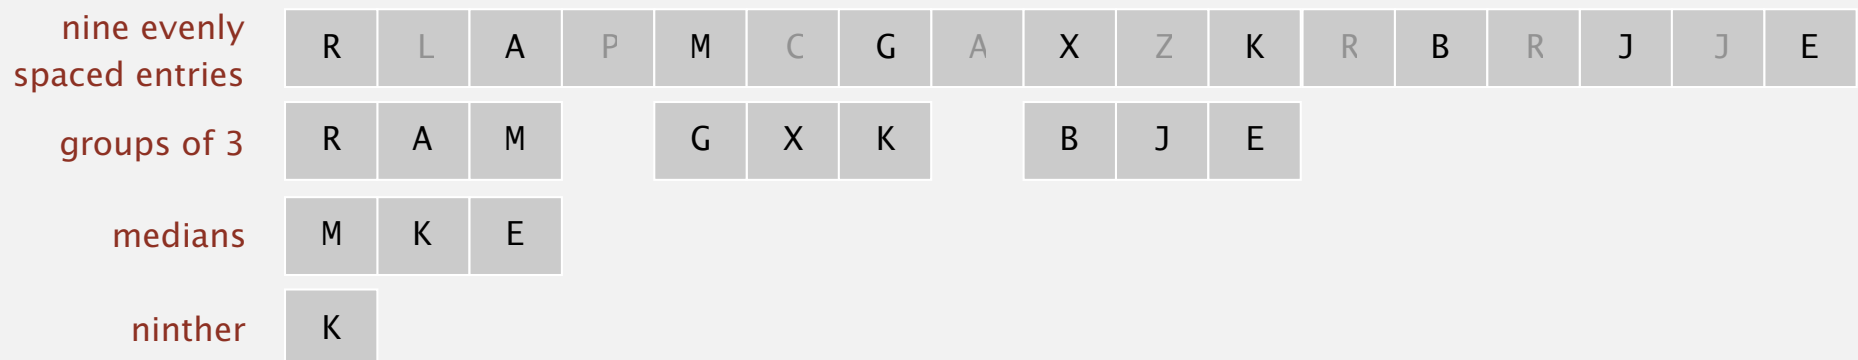 nine evenly
spaced entries
R L A P M C G A X Z K R B R J J E
groups of 3
R A M G X K B J E
medians
M K E
ninther
K